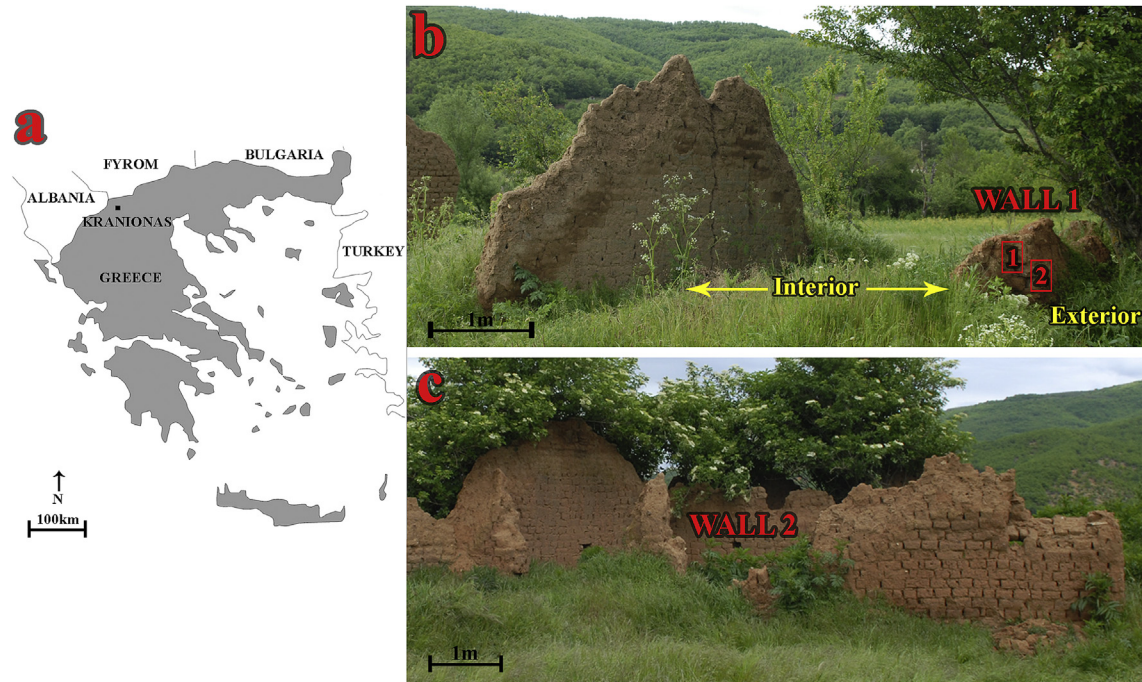 a
FYROM
BULGARIA
ALBANIA
KRANIONAS
TURKEY
GREECE
N
100km
b
WALL 1
1
2
Interior
Exterior
1m
c
WALL 2
1m